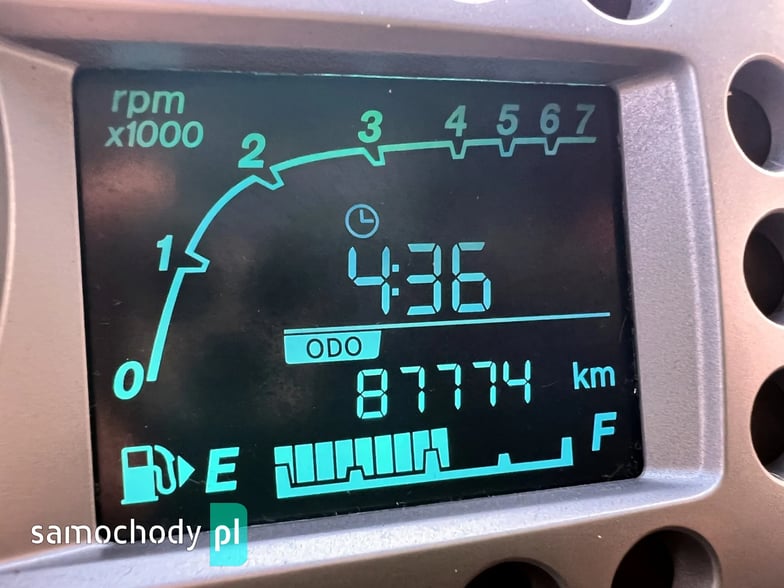 rpm
x1000
0 1 2 3 4 5 6 7
4:36
ODO
87774 km
E F
samochody pl